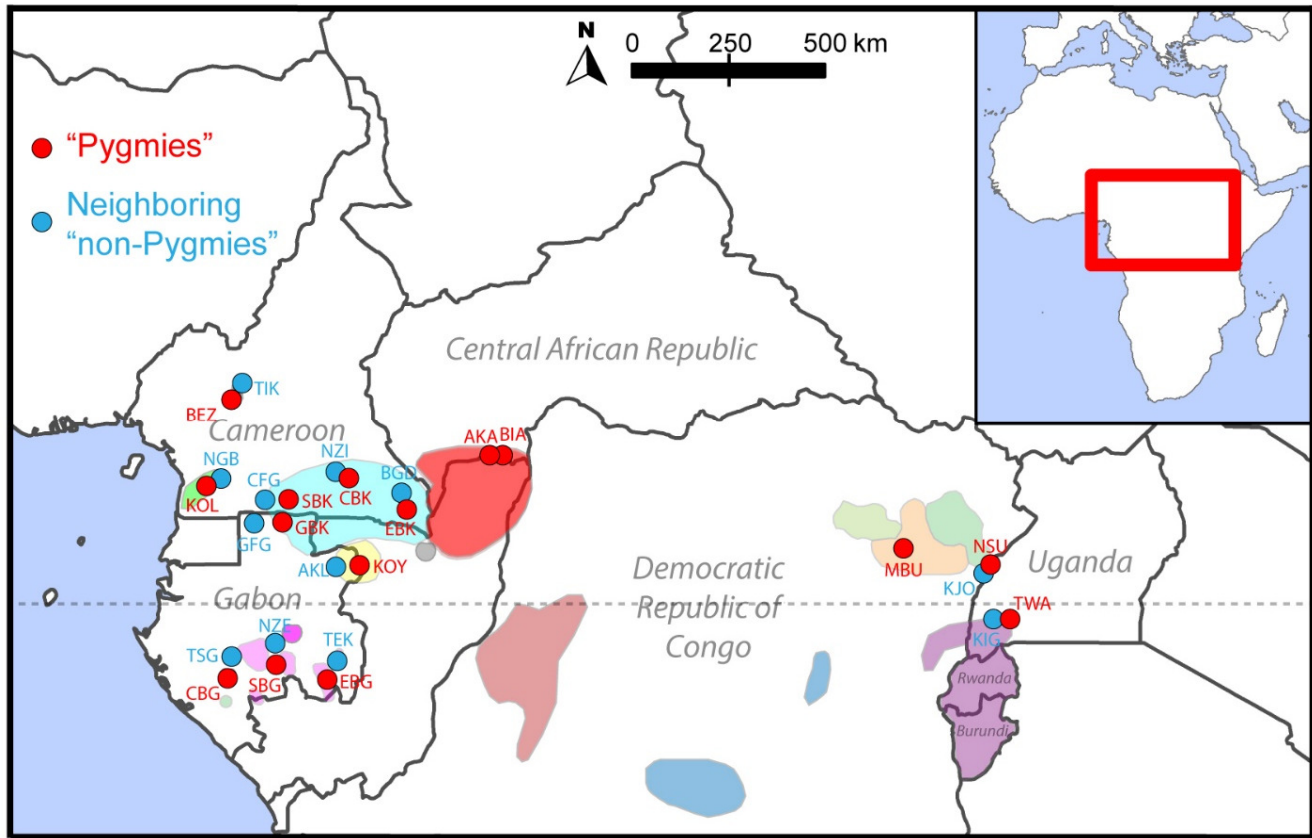 N
0 250 500 km
“Pygmies”
Neighboring
“non-Pygmies”
Central African Republic
TIK
BEZ
Cameroon
AKA BIA
NZI
NGB
BGD
CFG
CBK
KOL
SBK
EBK
GBK
GFG
NSU
MBU
Uganda
AKL
KOY
Democratic
Republic of
Congo
KJO
Gabon
TWA
NZE
KIG
TSG
TEK
CBG
SBG
EBG
Rwanda
Burundi